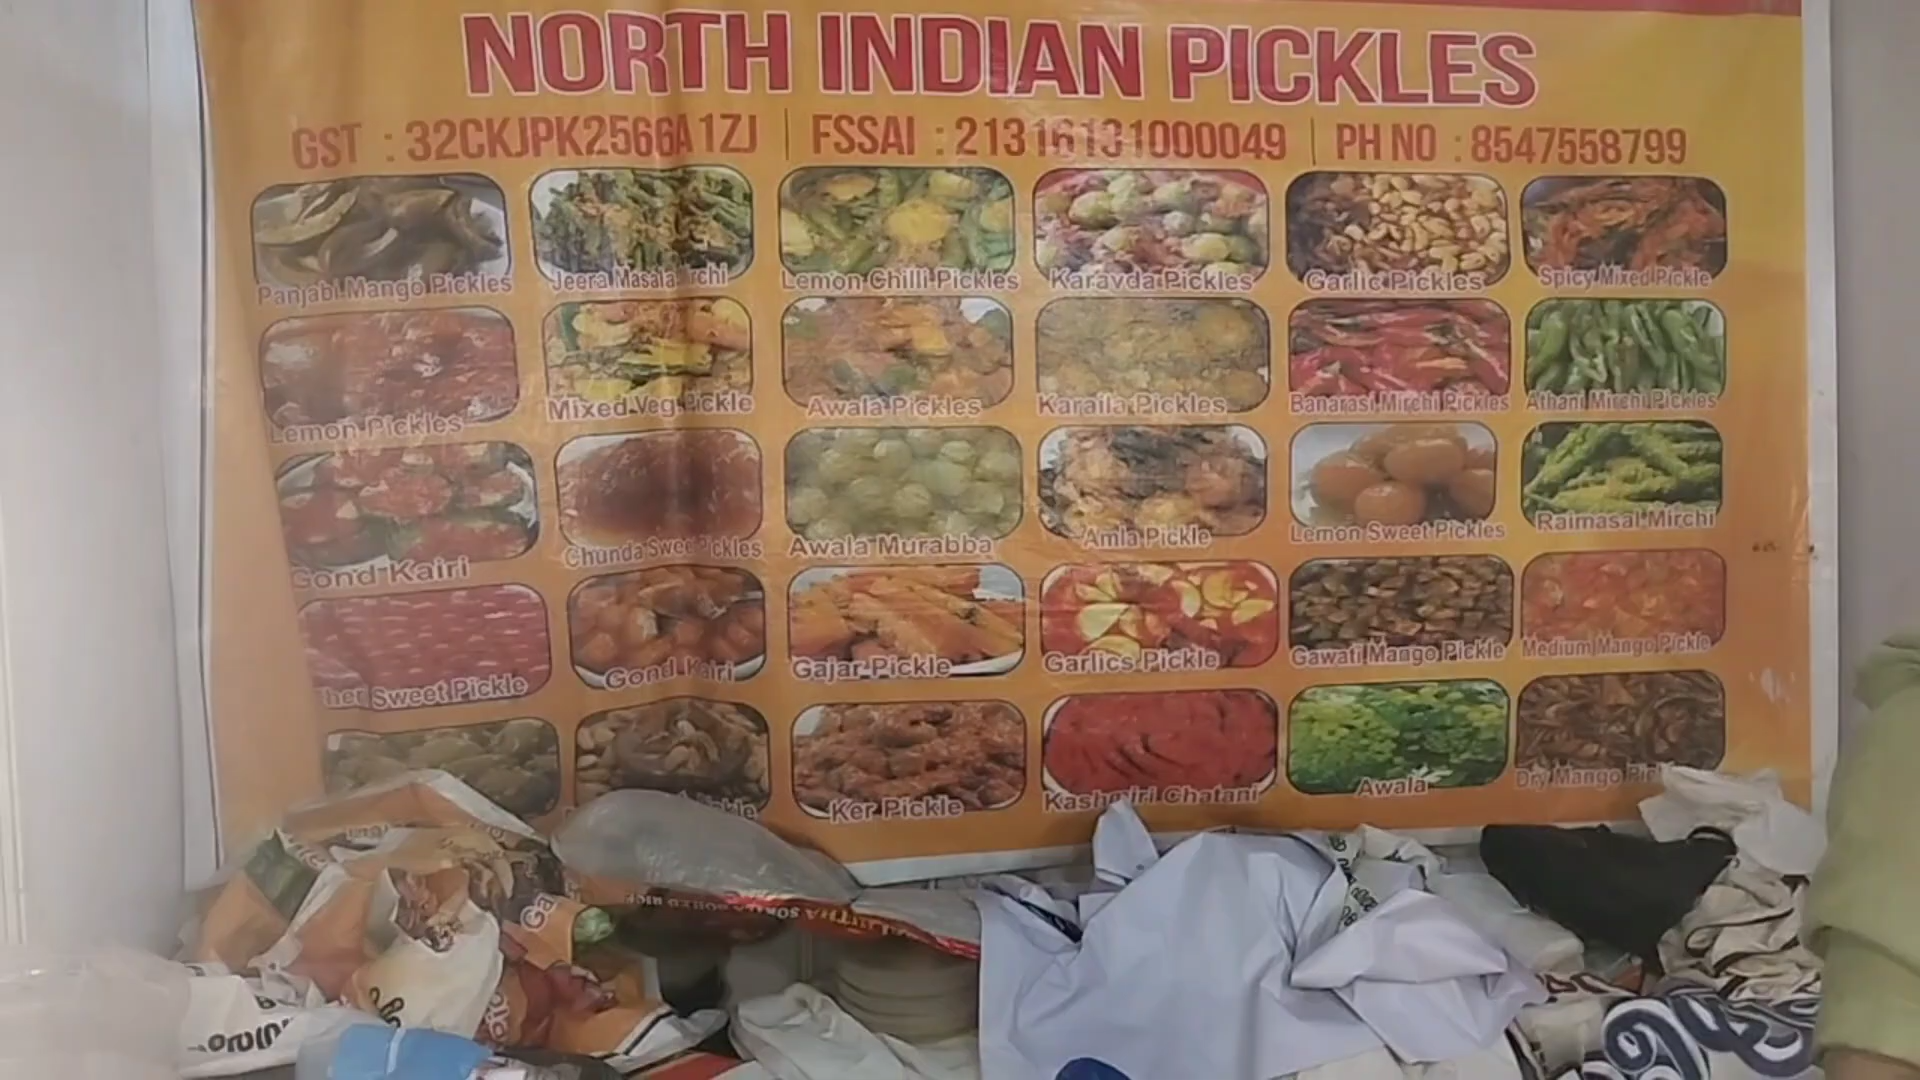 NORTH INDIAN PICKLES
GST : 32CKJPK2566A1ZJ | FSSAI : 21316131000049 | PH NO : 8547558799
Panjabi Mango Pickles Jeera Masala Lemon Chilli Pickles Karavda Pickles Garlic Pickles Spicy Mixed Pickle
Lemon Pickles Mixed Veg Pickle Awala Pickles Karaila Pickles Banarasi Mirchi Pickles Athani Mirchi Pickles
Gond Kairi Chunda Sweet Pickles Awala Murabba Amla Pickle Lemon Sweet Pickles Raimasal Mirchi
Sweet Pickle Gond Kairi Gajar Pickle Garlics Pickle Gawati Mango Pickle Medium Mango Pickle
Ker Pickle Kashmiri Chatani Awala Dry Mango